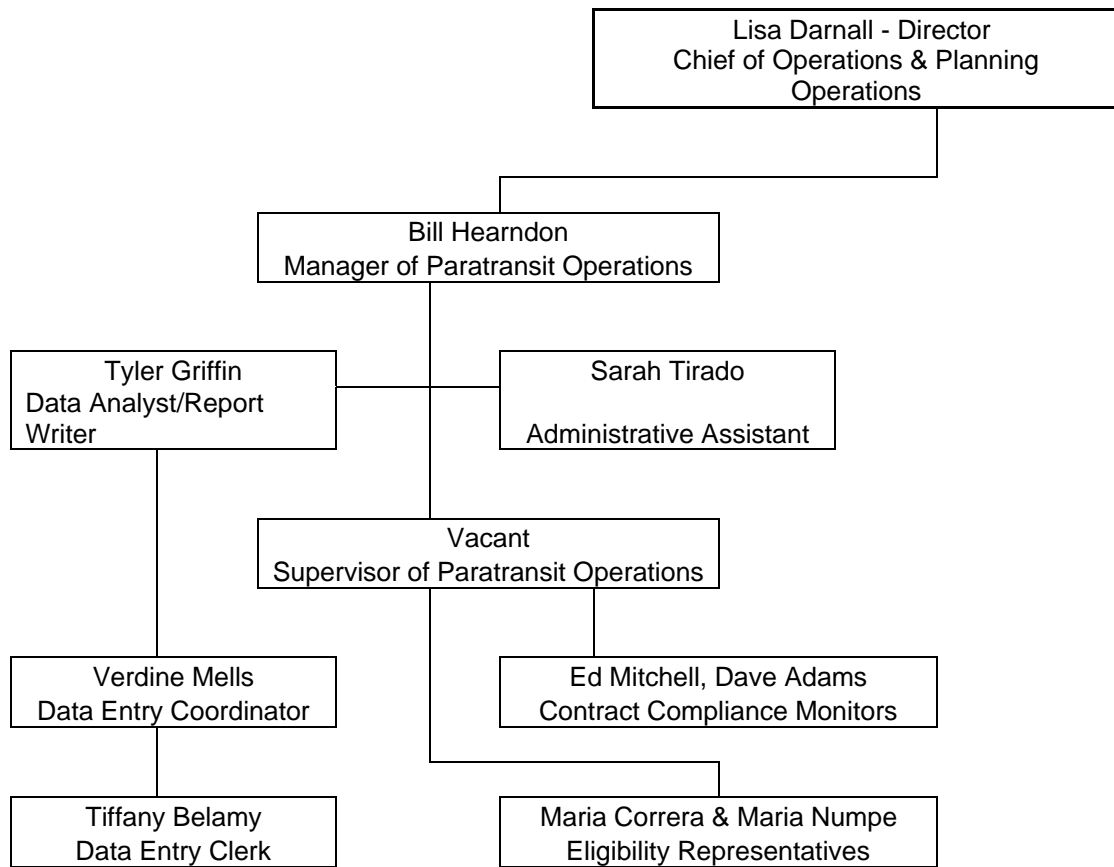 Lisa Darnall - Director
Chief of Operations & Planning
Operations
Bill Hearndon
Manager of Paratransit Operations
Tyler Griffin
Data Analyst/Report
Writer
Sarah Tirado
Administrative Assistant
Vacant
Supervisor of Paratransit Operations
Verdine Mells
Data Entry Coordinator
Ed Mitchell, Dave Adams
Contract Compliance Monitors
Tiffany Belamy
Data Entry Clerk
Maria Correra & Maria Numpe
Eligibility Representatives